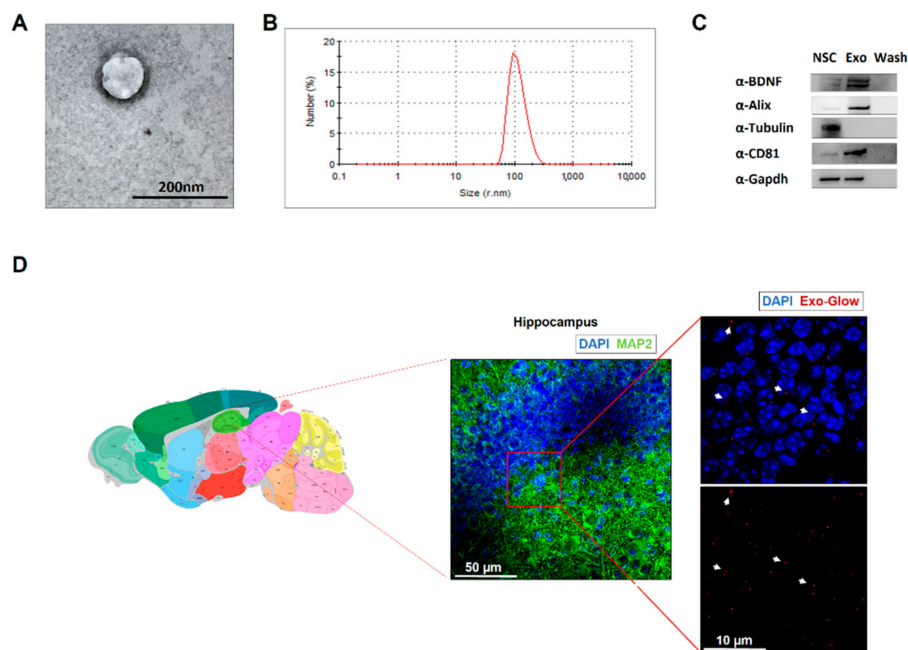 A
200nm
B
Number (%)
20
15
10
5
0
0.1 1 10 100 1,000 10,000
Size (r.nm)
C
NSC Exo Wash
α-BDNF
α-Alix
α-Tubulin
α-CD81
α-Gapdh
D
Hippocampus
DAPI MAP2
50 µm
DAPI Exo-Glow
10 µm